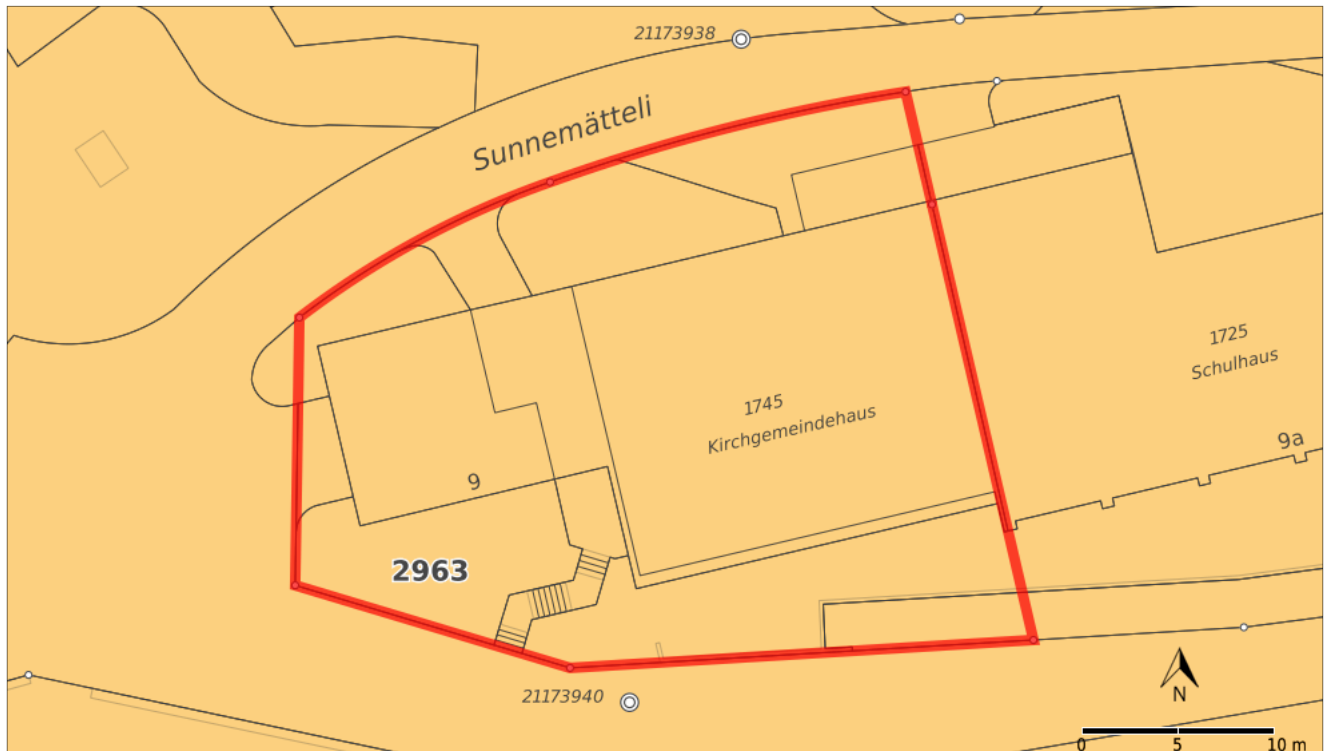 21173938
Sunnemätteli
1725
Schulhaus
1745
Kirchgemeindehaus
9a
9
2963
21173940
N
0 5 10 m